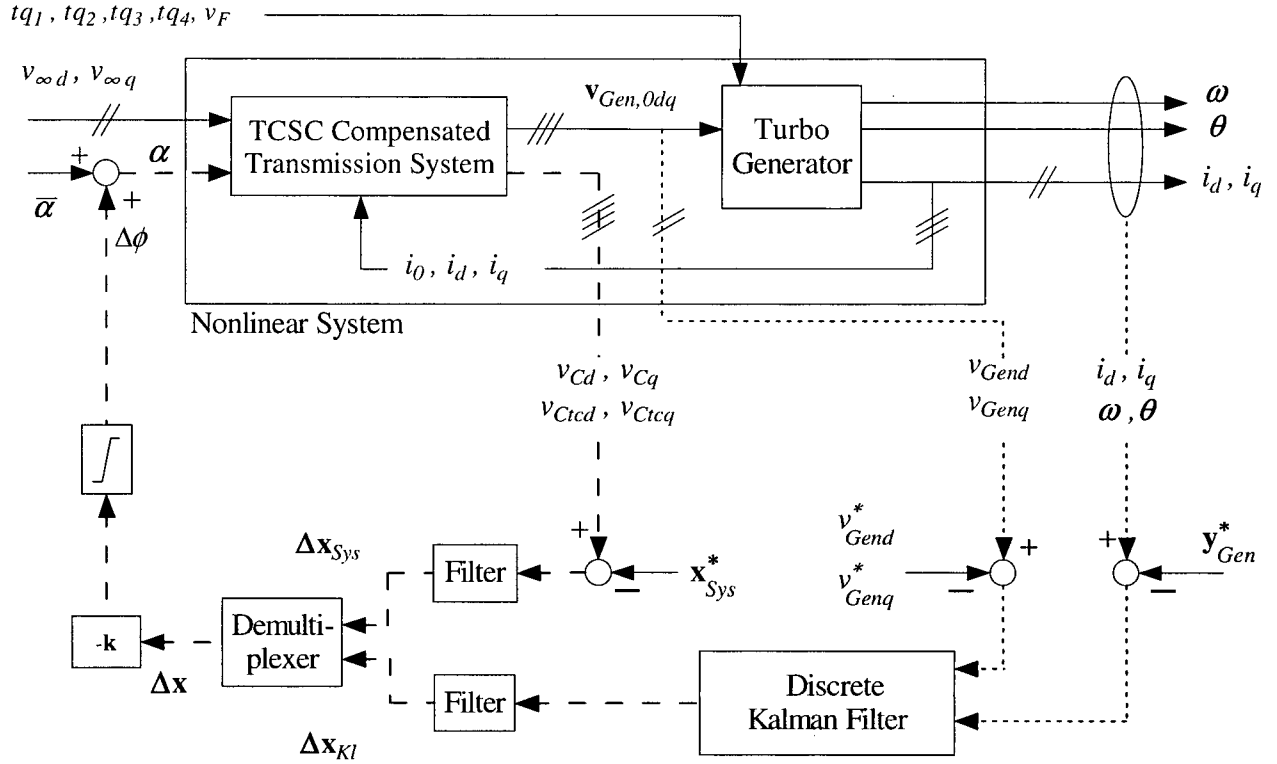 tq1 , tq2 ,tq3 ,tq4, vF
v∞ d , v∞ q
vGen,0dq
TCSC Compensated
Transmission System
Turbo
Generator
ω
θ
id , iq
+
α
ᾱ
+
Δϕ
i0 , id , iq
Nonlinear System
vCd , vCq
vCtcd , vCtcq
vGend
vGenq
id , iq
ω ,θ
+
ΔxSys
Filter
−
x*Sys
v*Gend
v*Genq
+
−
+
−
y*Gen
-k
Δx
Demulti-
plexer
Filter
ΔxKl
Discrete
Kalman Filter